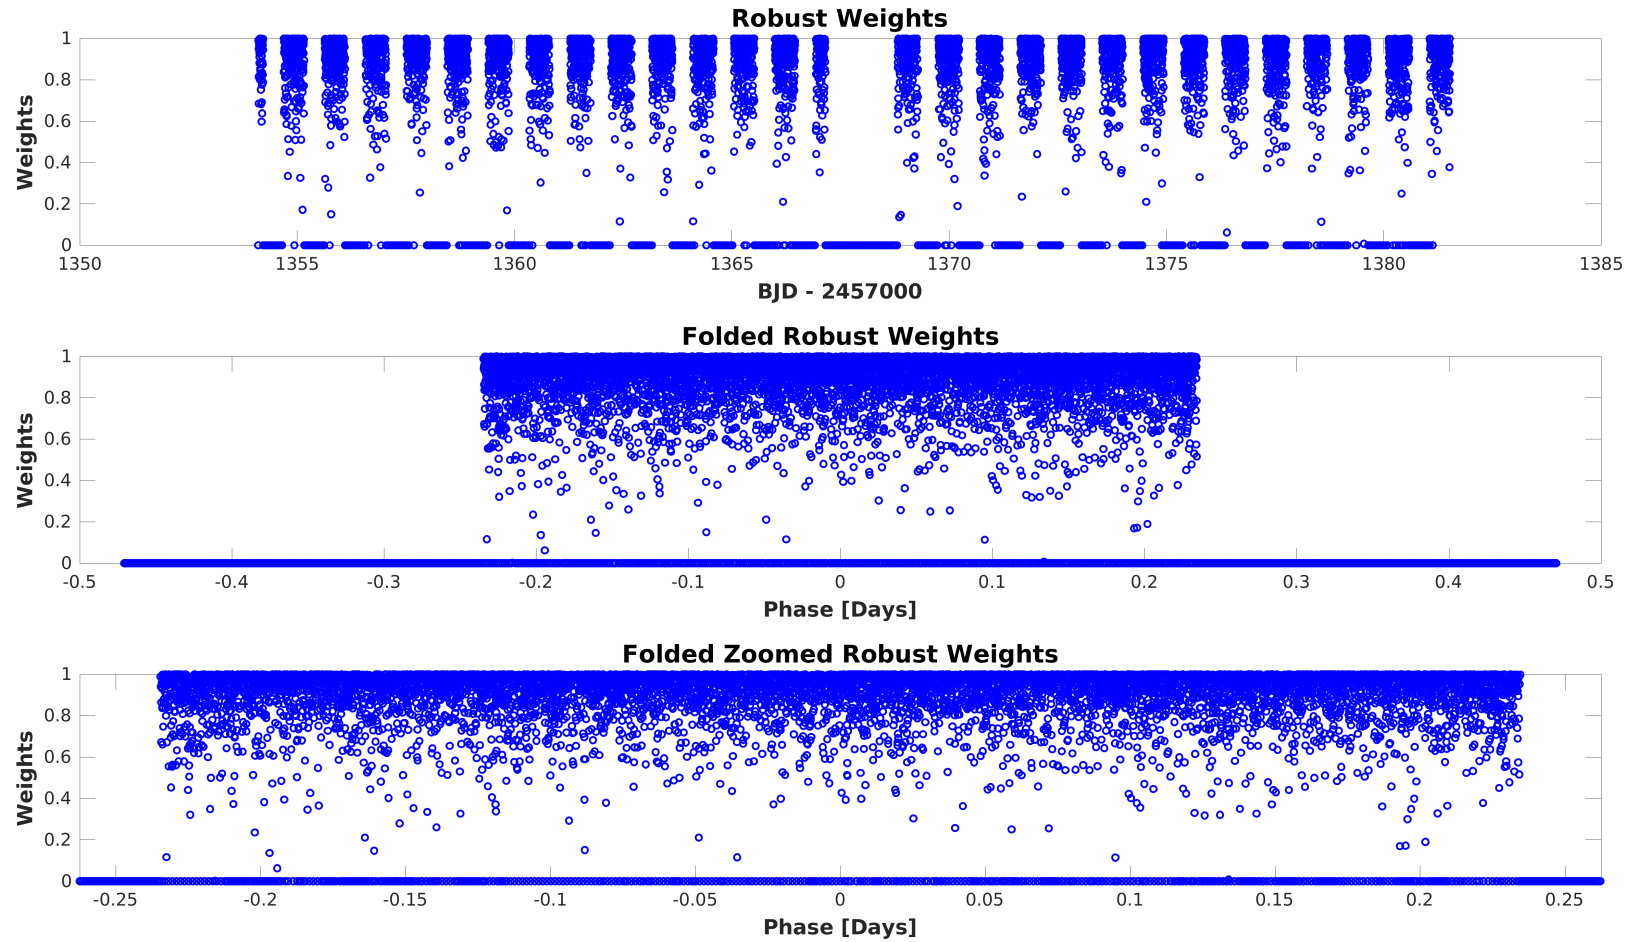 Robust Weights
1
0.8
0.6
0.4
0.2
0
Weights
1350 1355 1360 1365 1370 1375 1380 1385
BJD - 2457000
Folded Robust Weights
1
0.8
0.6
0.4
0.2
0
Weights
-0.5 -0.4 -0.3 -0.2 -0.1 0 0.1 0.2 0.3 0.4 0.5
Phase [Days]
Folded Zoomed Robust Weights
1
0.8
0.6
0.4
0.2
0
Weights
-0.25 -0.2 -0.15 -0.1 -0.05 0 0.05 0.1 0.15 0.2 0.25
Phase [Days]